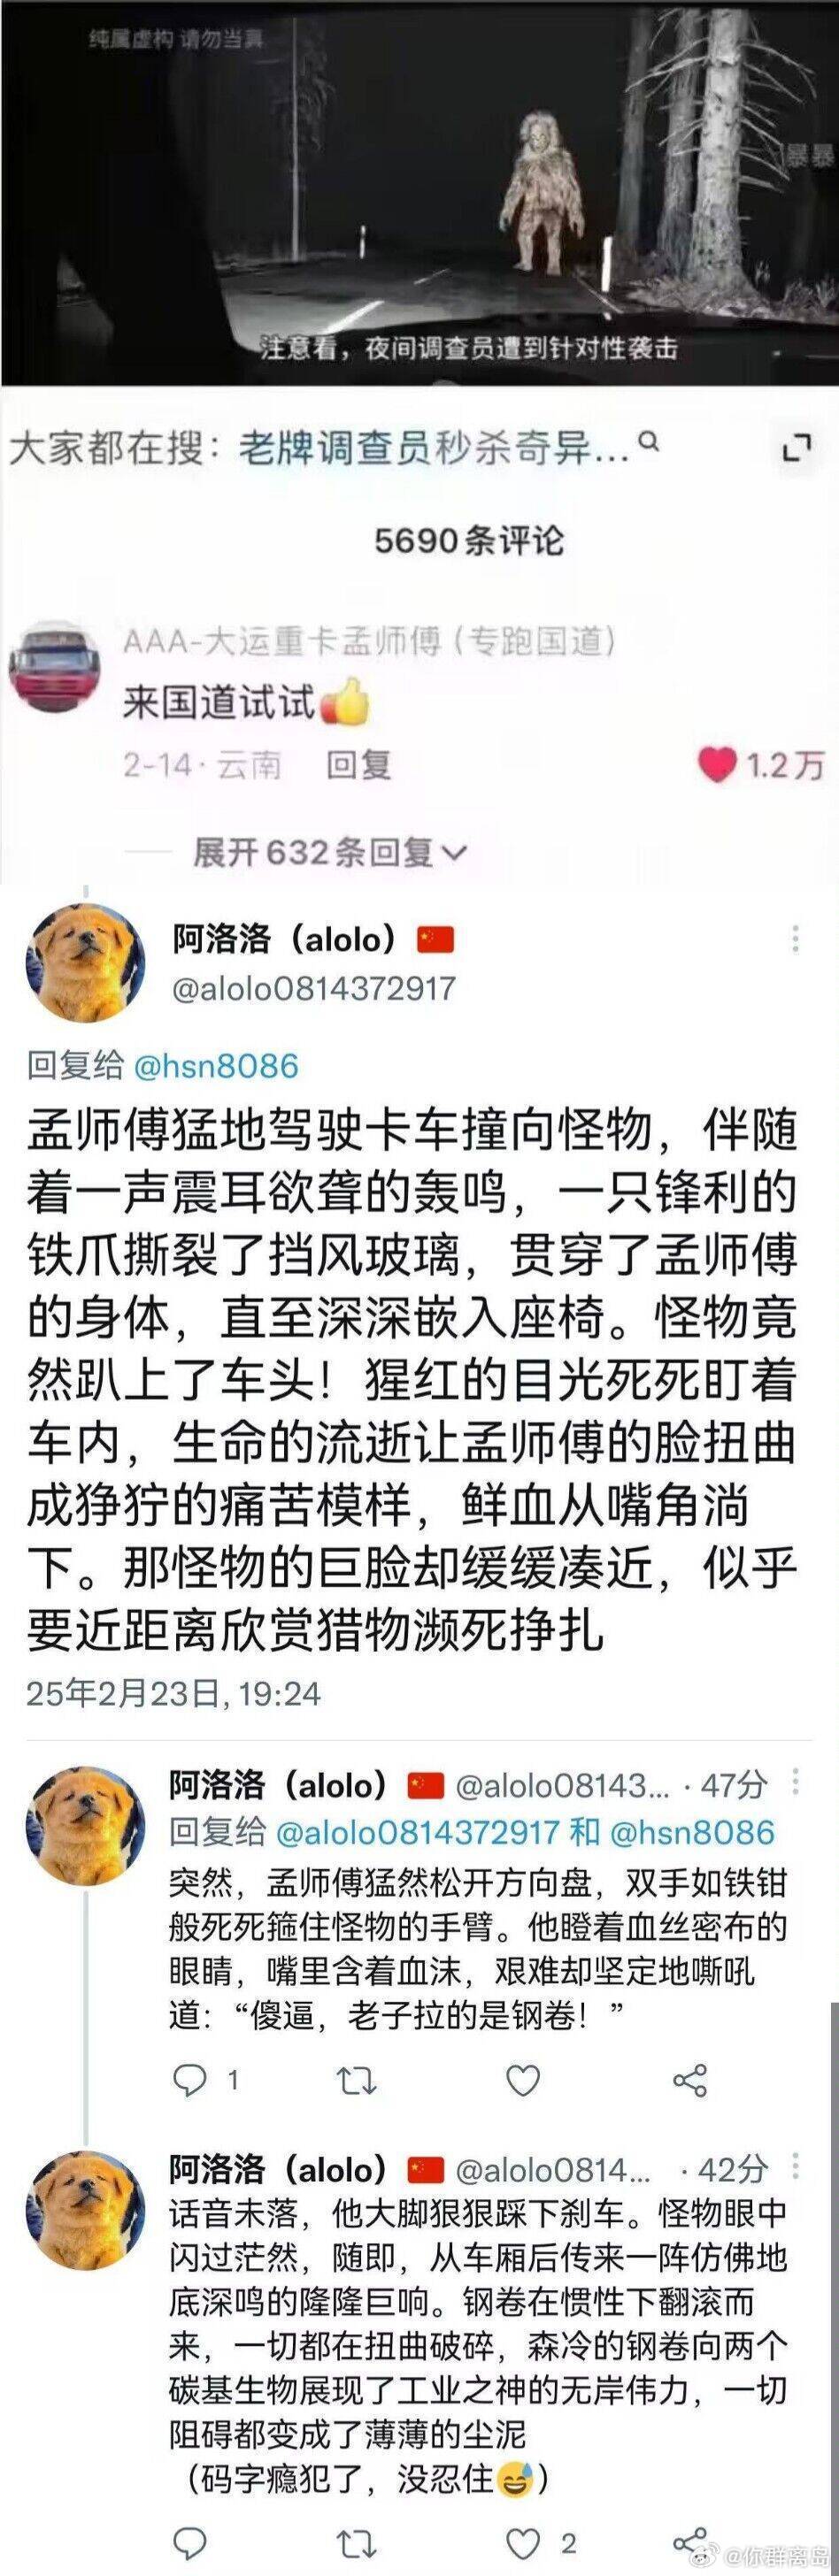 纯属虚构 请勿当真
暴暴
注意看，夜间调查员遭到针对性袭击
大家都在搜：老牌调查员秒杀奇异...
5690条评论
AAA-大运重卡孟师傅（专跑国道）
来国道试试👍
2-14·云南 回复
1.2万
展开632条回复
阿洛洛（alolo）🇨🇳
@alolo0814372917
回复给 @hsn8086
孟师傅猛地驾驶卡车撞向怪物，伴随
着一声震耳欲聋的轰鸣，一只锋利的
铁爪撕裂了挡风玻璃，贯穿了孟师傅
的身体，直至深深嵌入座椅。怪物竟
然趴上了车头！猩红的目光死死盯着
车内，生命的流逝让孟师傅的脸扭曲
成狰狞的痛苦模样，鲜血从嘴角淌
下。那怪物的巨脸却缓缓凑近，似乎
要近距离欣赏猎物濒死挣扎
25年2月23日, 19:24
阿洛洛（alolo）🇨🇳 @alolo08143... · 47分
回复给 @alolo0814372917 和 @hsn8086
突然，孟师傅猛然松开方向盘，双手如铁钳
般死死箍住怪物的手臂。他瞪着血丝密布的
眼睛，嘴里含着血沫，艰难却坚定地嘶吼
道：“傻逼，老子拉的是钢卷！”
1
阿洛洛（alolo）🇨🇳 @alolo0814... · 42分
话音未落，他大脚狠狠踩下刹车。怪物眼中
闪过茫然，随即，从车厢后传来一阵仿佛地
底深鸣的隆隆巨响。钢卷在惯性下翻滚而
来，一切都在扭曲破碎，森冷的钢卷向两个
碳基生物展现了工业之神的无岸伟力，一切
阻碍都变成了薄薄的尘泥
（码字瘾犯了，没忍住😅）
2
@你群离岛